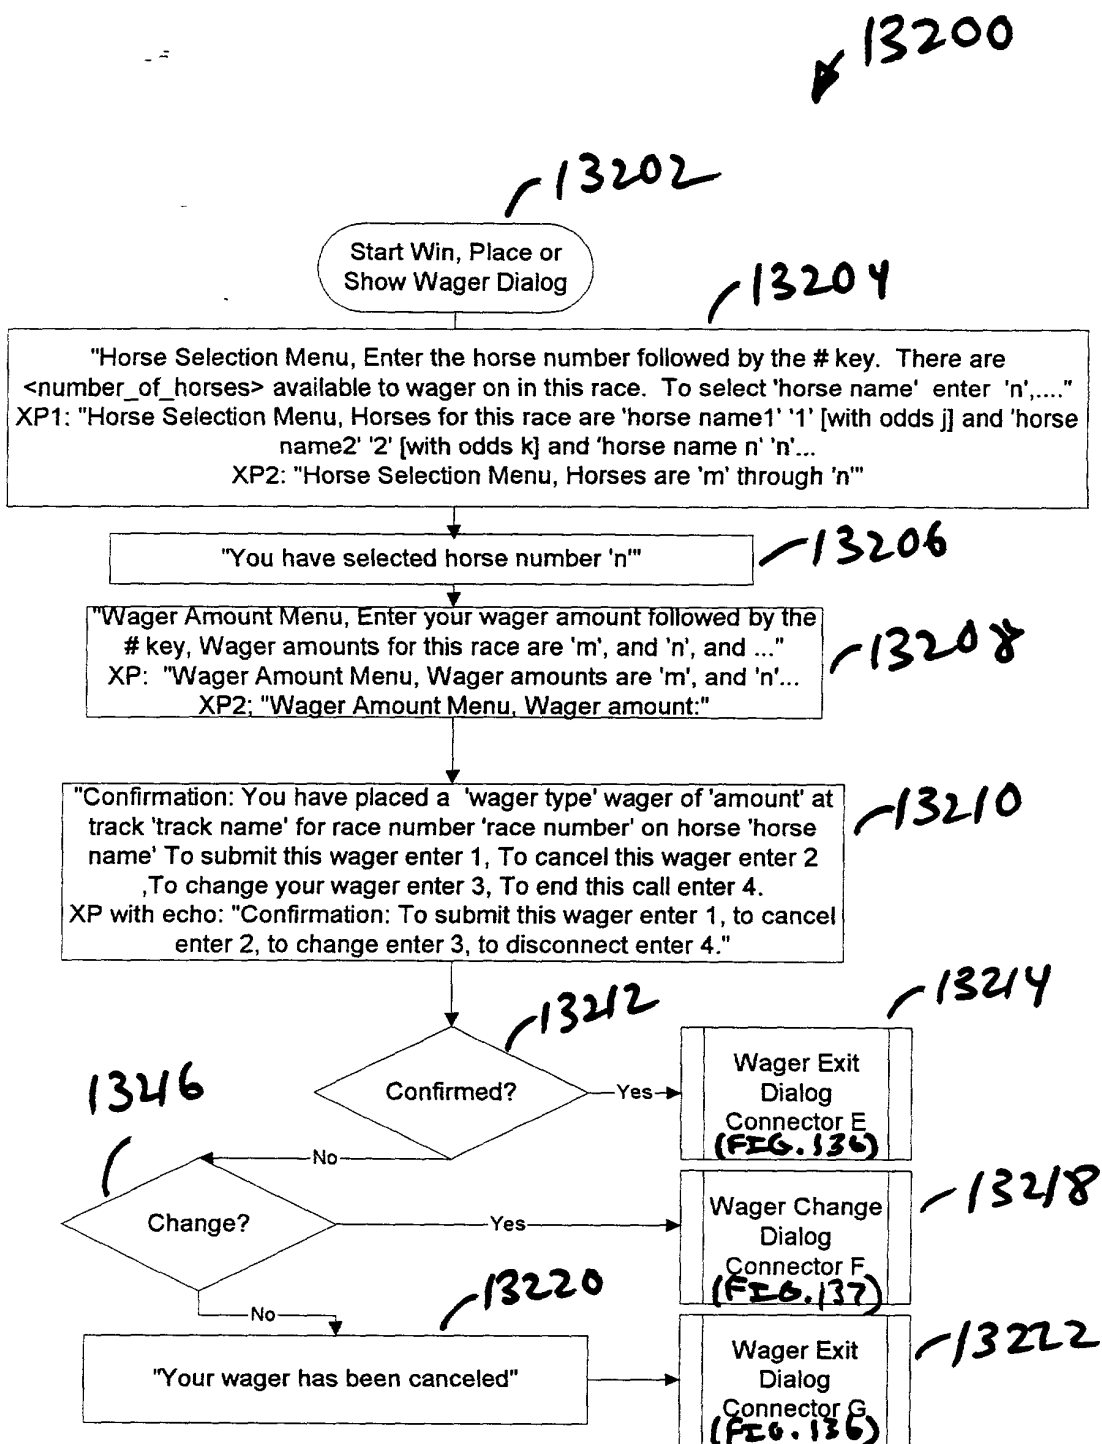 13200
13202
Start Win, Place or
Show Wager Dialog
13204
"Horse Selection Menu, Enter the horse number followed by the # key. There are
<number_of_horses> available to wager on in this race. To select 'horse name' enter 'n',...."
XP1: "Horse Selection Menu, Horses for this race are 'horse name1' '1' [with odds j] and 'horse
name2' '2' [with odds k] and 'horse name n' 'n'...
XP2: "Horse Selection Menu, Horses are 'm' through 'n'"
"You have selected horse number 'n'"
13206
"Wager Amount Menu, Enter your wager amount followed by the
# key, Wager amounts for this race are 'm', and 'n', and ..."
XP: "Wager Amount Menu, Wager amounts are 'm', and 'n'...
XP2; "Wager Amount Menu, Wager amount:"
13208
"Confirmation: You have placed a 'wager type' wager of 'amount' at
track 'track name' for race number 'race number' on horse 'horse
name' To submit this wager enter 1, To cancel this wager enter 2
,To change your wager enter 3, To end this call enter 4.
XP with echo: "Confirmation: To submit this wager enter 1, to cancel
enter 2, to change enter 3, to disconnect enter 4."
13210
13212
Confirmed?
Yes
13214
Wager Exit
Dialog
Connector E
(FIG. 136)
No
13216
Change?
Yes
Wager Change
Dialog
Connector F
(FIG. 137)
13218
No
13220
"Your wager has been canceled"
Wager Exit
Dialog
Connector G
(FIG. 136)
13222